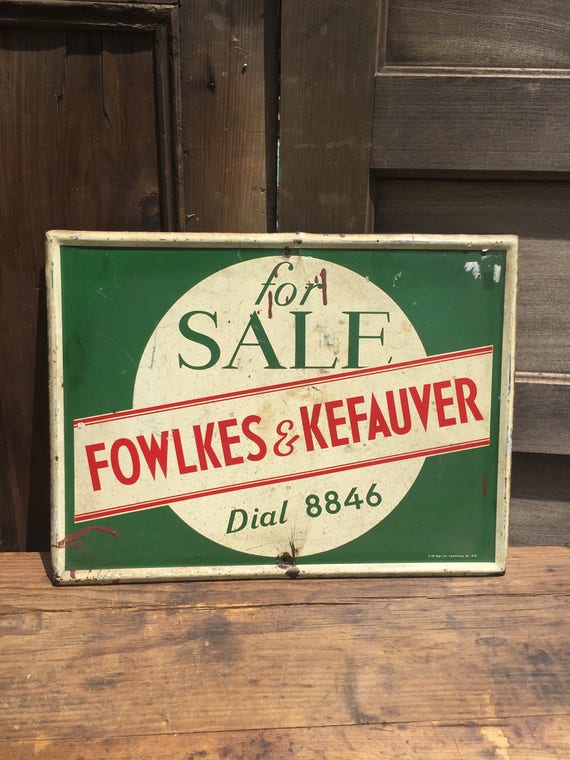 for
SALE
FOWLKES & KEFAUVER
Dial 8846